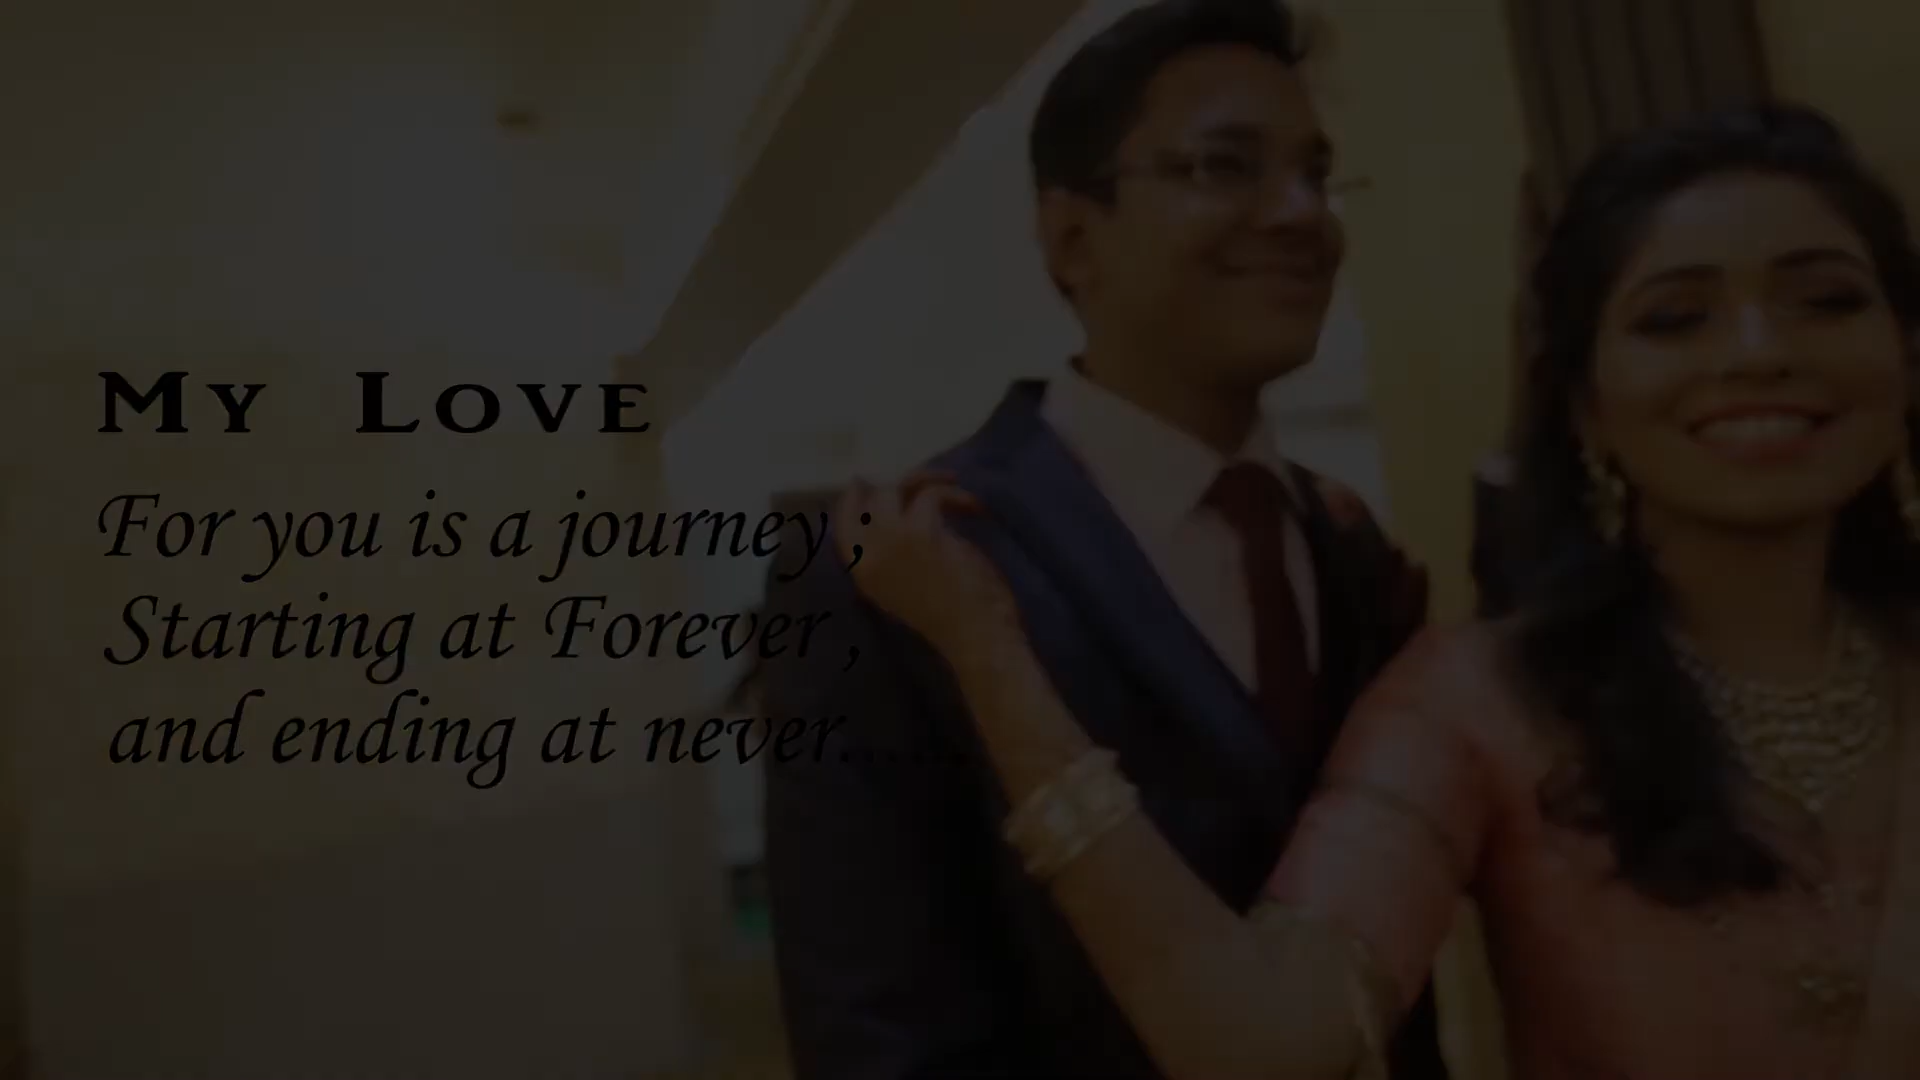 My Love
For you is a journey ;
Starting at Forever ,
and ending at never......